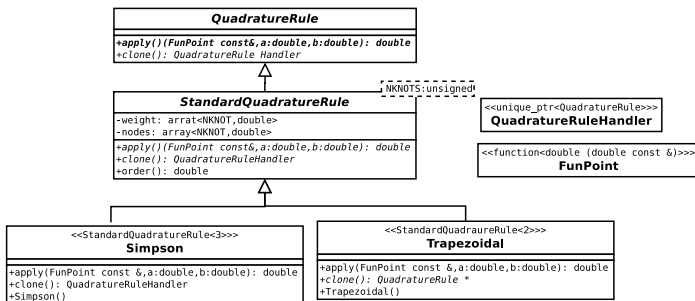 QuadratureRule
+apply()(FunPoint const&,a:double,b:double): double
+clone(): QuadratureRule Handler
NKNOTS:unsigned
StandardQuadratureRule
-weight: arrat<NKNOT,double>
-nodes: array<NKNOT,double>
+apply()(FunPoint const&,a:double,b:double): double
+clone(): QuadratureRuleHandler
+order(): double
<<unique_ptr<QuadratureRule>>>
QuadratureRuleHandler
<<function<double (double const &)>>>
FunPoint
<<StandardQuadratureRule<3>>>
Simpson
+apply(FunPoint const &,a:double,b:double): double
+clone(): QuadratureRuleHandler
+Simpson()
<<StandardQuadraureRule<2>>>
Trapezoidal
+apply(FunPoint const &,a:double,b:double): double
+clone(): QuadratureRule *
+Trapezoidal()